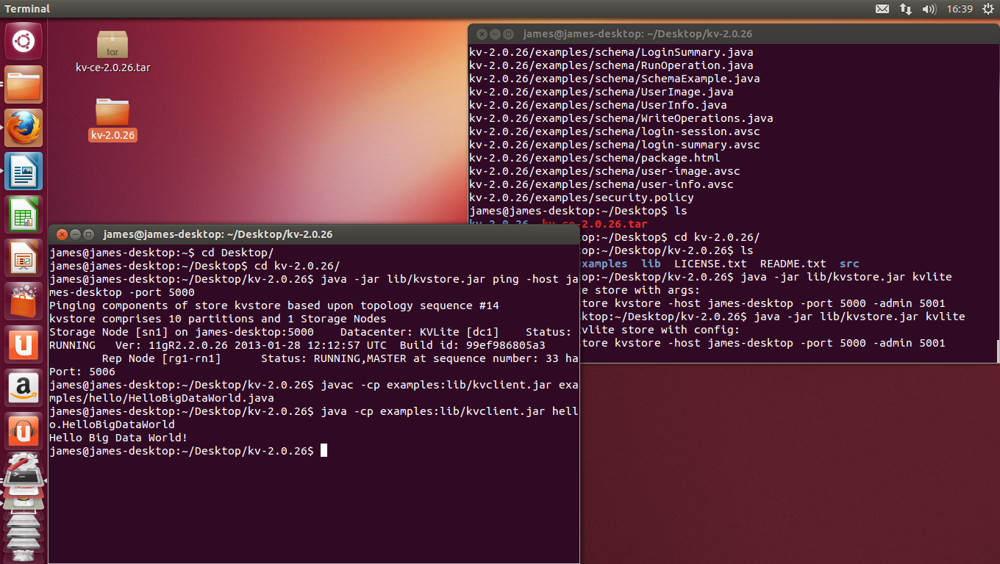 Terminal
16:39
tar
kv-ce-2.0.26.tar
kv-2.0.26
james@james-desktop: ~/Desktop/kv-2.0.26
kv-2.0.26/examples/schema/LoginSummary.java
kv-2.0.26/examples/schema/RunOperation.java
kv-2.0.26/examples/schema/SchemaExample.java
kv-2.0.26/examples/schema/UserImage.java
kv-2.0.26/examples/schema/UserInfo.java
kv-2.0.26/examples/schema/WriteOperations.java
kv-2.0.26/examples/schema/login-session.avsc
kv-2.0.26/examples/schema/login-summary.avsc
kv-2.0.26/examples/schema/package.html
kv-2.0.26/examples/schema/user-image.avsc
kv-2.0.26/examples/schema/user-info.avsc
kv-2.0.26/examples/security.policy
james@james-desktop:~/Desktop$ ls
kv-2.0.26 kv-ce-2.0.26.tar
op:~/Desktop$ cd kv-2.0.26/
op:~/Desktop/kv-2.0.26$ ls
examples lib LICENSE.txt README.txt src
op:~/Desktop/kv-2.0.26$ java -jar lib/kvstore.jar kvlite
e store with args:
store kvstore -host james-desktop -port 5000 -admin 5001
ktop:~/Desktop/kv-2.0.26$ java -jar lib/kvstore.jar kvlite
vlite store with config:
store kvstore -host james-desktop -port 5000 -admin 5001
james@james-desktop: ~/Desktop/kv-2.0.26
james@james-desktop:~$ cd Desktop/
james@james-desktop:~/Desktop$ cd kv-2.0.26/
james@james-desktop:~/Desktop/kv-2.0.26$ java -jar lib/kvstore.jar ping -host ja
mes-desktop -port 5000
Pinging components of store kvstore based upon topology sequence #14
kvstore comprises 10 partitions and 1 Storage Nodes
Storage Node [sn1] on james-desktop:5000    Datacenter: KVLite [dc1]    Status:
RUNNING   Ver: 11gR2.2.0.26 2013-01-28 12:12:57 UTC  Build id: 99ef986805a3
        Rep Node [rg1-rn1]      Status: RUNNING,MASTER at sequence number: 33 ha
Port: 5006
james@james-desktop:~/Desktop/kv-2.0.26$ javac -cp examples:lib/kvclient.jar exa
mples/hello/HelloBigDataWorld.java
james@james-desktop:~/Desktop/kv-2.0.26$ java -cp examples:lib/kvclient.jar hell
o.HelloBigDataWorld
Hello Big Data World!
james@james-desktop:~/Desktop/kv-2.0.26$